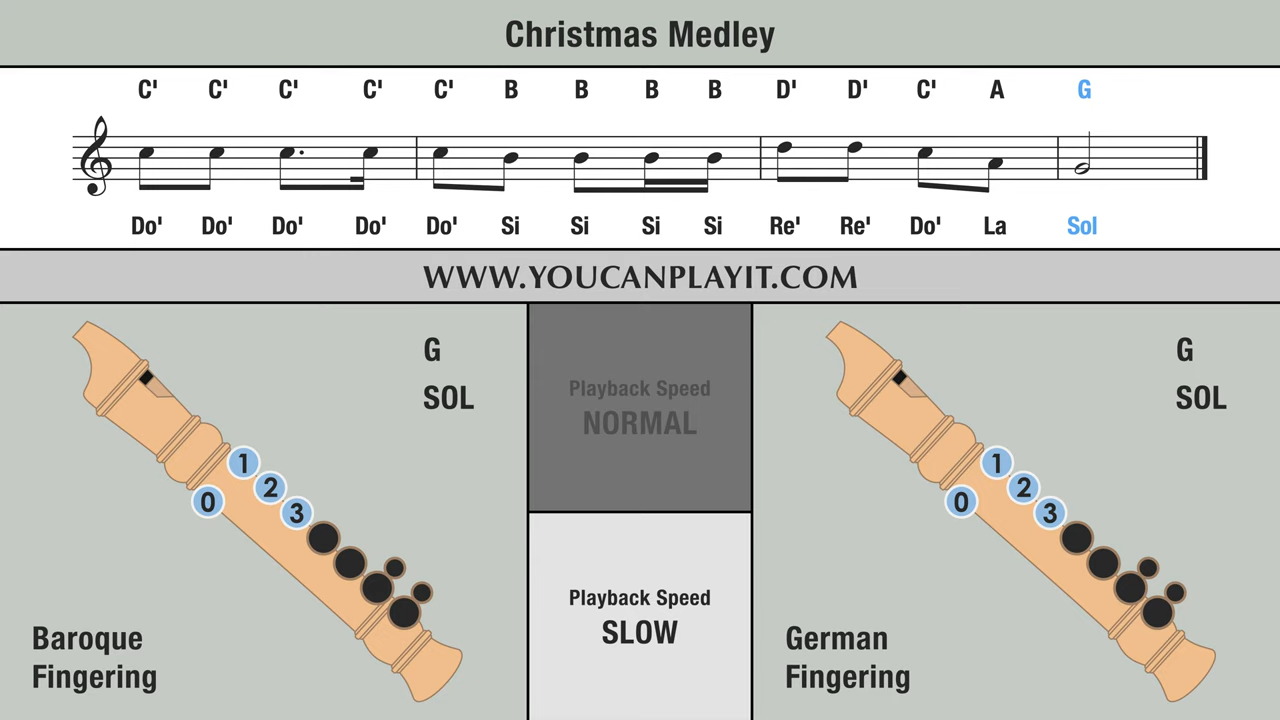 Christmas Medley
C' C' C' C' C' B B B B D' D' C' A G
Do' Do' Do' Do' Do' Si Si Si Si Re' Re' Do' La Sol
WWW.YOUCANPLAYIT.COM
G
SOL
1
2
0
3
Baroque
Fingering
Playback Speed
NORMAL
Playback Speed
SLOW
G
SOL
1
2
0
3
German
Fingering